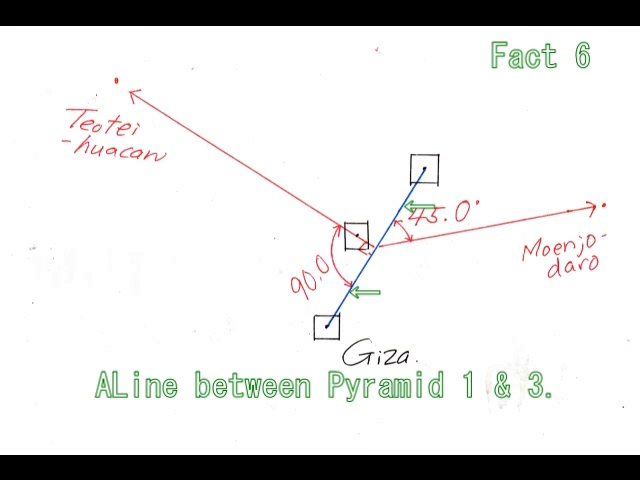 Fact 6
Teotei
-huacan
45.0°
Moenjo-
daro
90.0
Giza.
ALine between Pyramid 1 & 3.